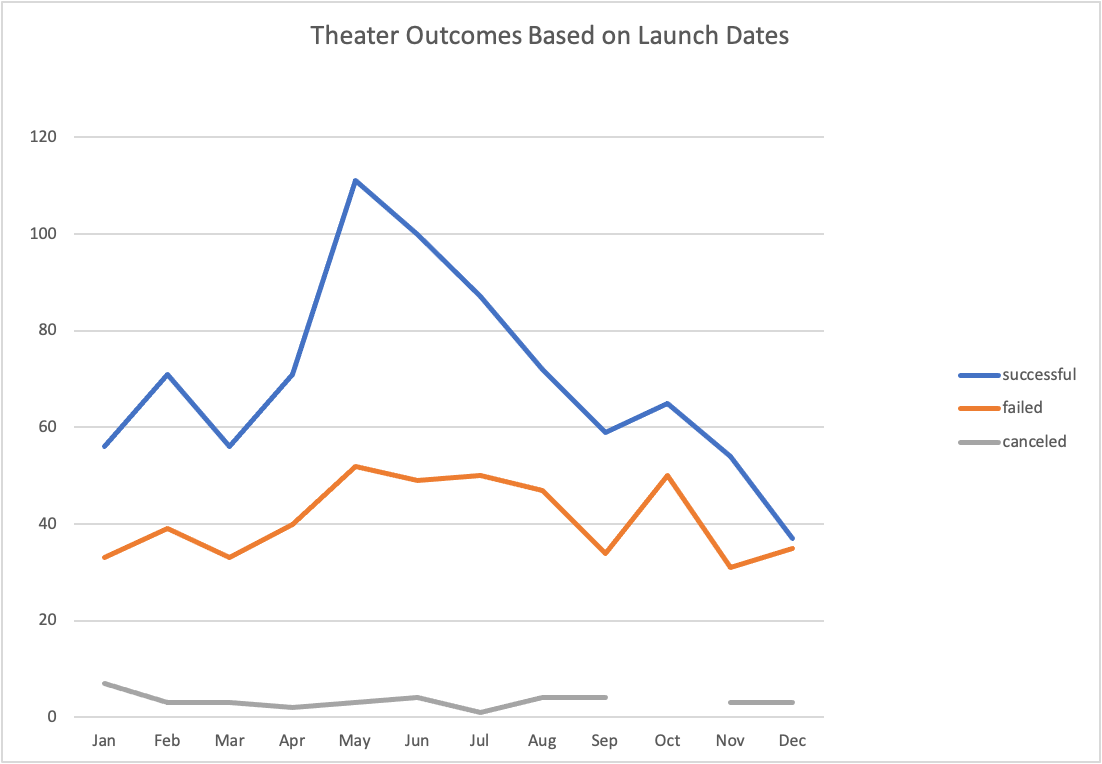 Theater Outcomes Based on Launch Dates
120
100
80
60
40
20
0
Jan Feb Mar Apr May Jun Jul Aug Sep Oct Nov Dec
successful
failed
canceled